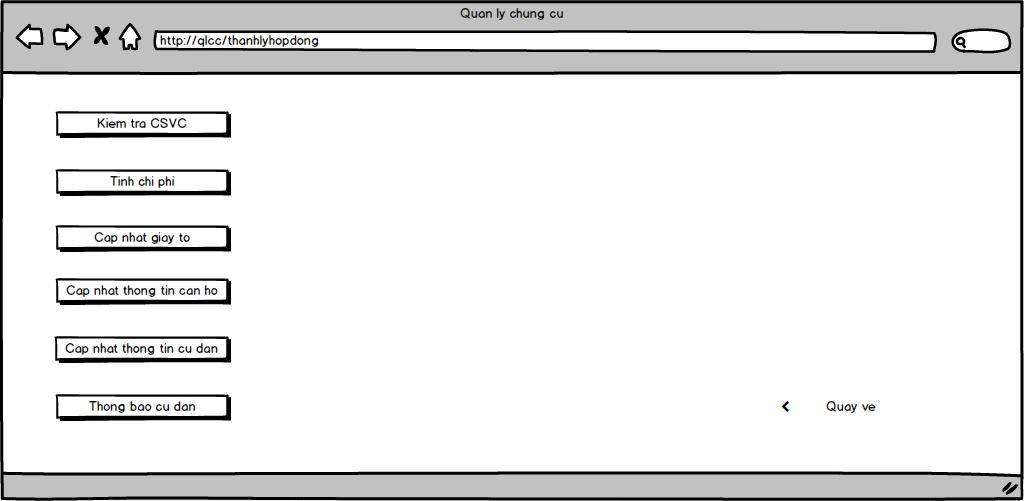 Quan ly chung cu
http://qlcc/thanhlyhopdong
Kiem tra CSVC
Tinh chi phi
Cap nhat giay to
Cap nhat thong tin can ho
Cap nhat thong tin cu dan
Thong bao cu dan
Quay ve